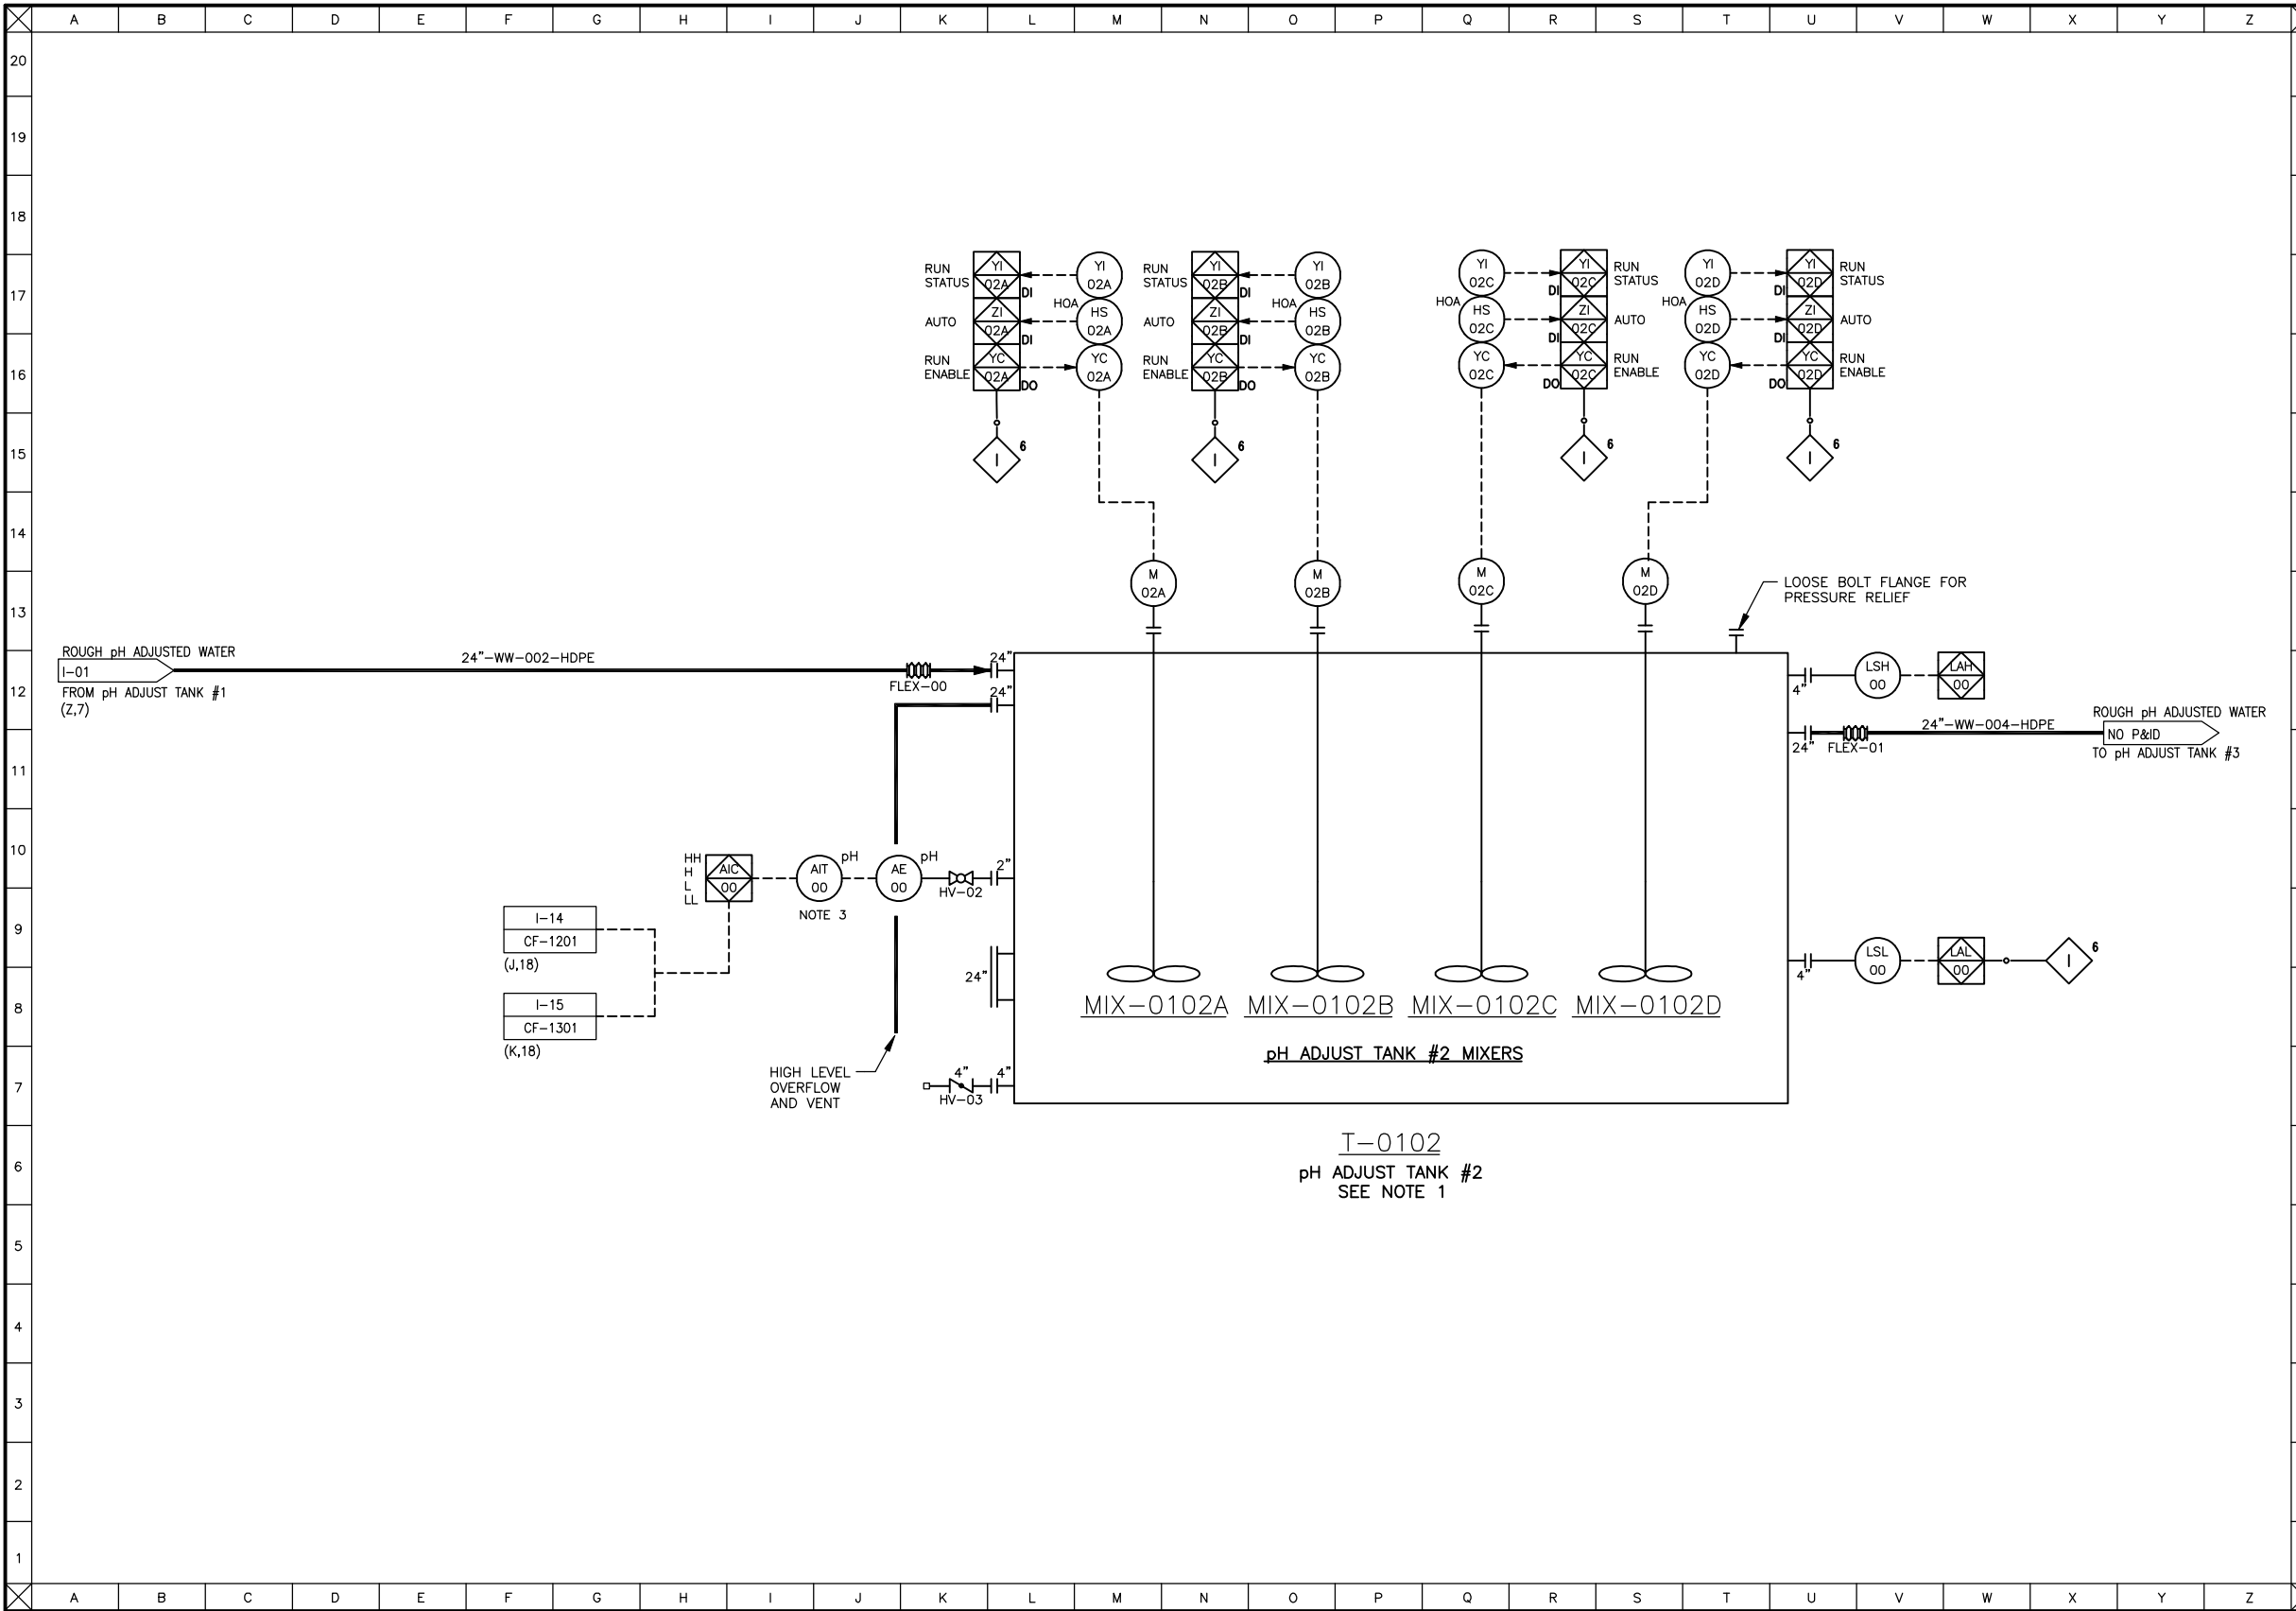 A B C D E F G H I J K L M N O P Q R S T U V W X Y Z
20
19
18
17
16
15
14
13
12
11
10
9
8
7
6
5
4
3
2
1
RUN
STATUS
AUTO
RUN
ENABLE
YI
02A
DI
ZI
02A
DI
YC
02A
DO
I
6
HOA
YI
02A
HS
02A
YC
02A
RUN
STATUS
AUTO
RUN
ENABLE
YI
02B
DI
ZI
02B
DI
YC
02B
DO
I
6
HOA
YI
02B
HS
02B
YC
02B
HOA
YI
02C
HS
02C
YC
02C
YI
02C
DI
ZI
02C
DI
YC
02C
DO
I
6
RUN
STATUS
AUTO
RUN
ENABLE
HOA
YI
02D
HS
02D
YC
02D
YI
02D
DI
ZI
02D
DI
YC
02D
DO
I
6
RUN
STATUS
AUTO
RUN
ENABLE
M
02A
M
02B
M
02C
M
02D
LOOSE BOLT FLANGE FOR
PRESSURE RELIEF
ROUGH pH ADJUSTED WATER
I-01
FROM pH ADJUST TANK #1
(Z,7)
24"-WW-002-HDPE
FLEX-00
24"
24"
4"
LSH
00
LAH
00
24"
FLEX-01
24"-WW-004-HDPE
ROUGH pH ADJUSTED WATER
NO P&ID
TO pH ADJUST TANK #3
HH
H
L
LL
AIC
00
AIT
00
pH
NOTE 3
AE
00
pH
HV-02
2"
I-14
CF-1201
(J,18)
I-15
CF-1301
(K,18)
24"
4"
LSL
00
LAL
00
I
6
MIX-0102A
MIX-0102B
MIX-0102C
MIX-0102D
pH ADJUST TANK #2 MIXERS
HIGH LEVEL
OVERFLOW
AND VENT
4"
HV-03
4"
T-0102
pH ADJUST TANK #2
SEE NOTE 1
A B C D E F G H I J K L M N O P Q R S T U V W X Y Z